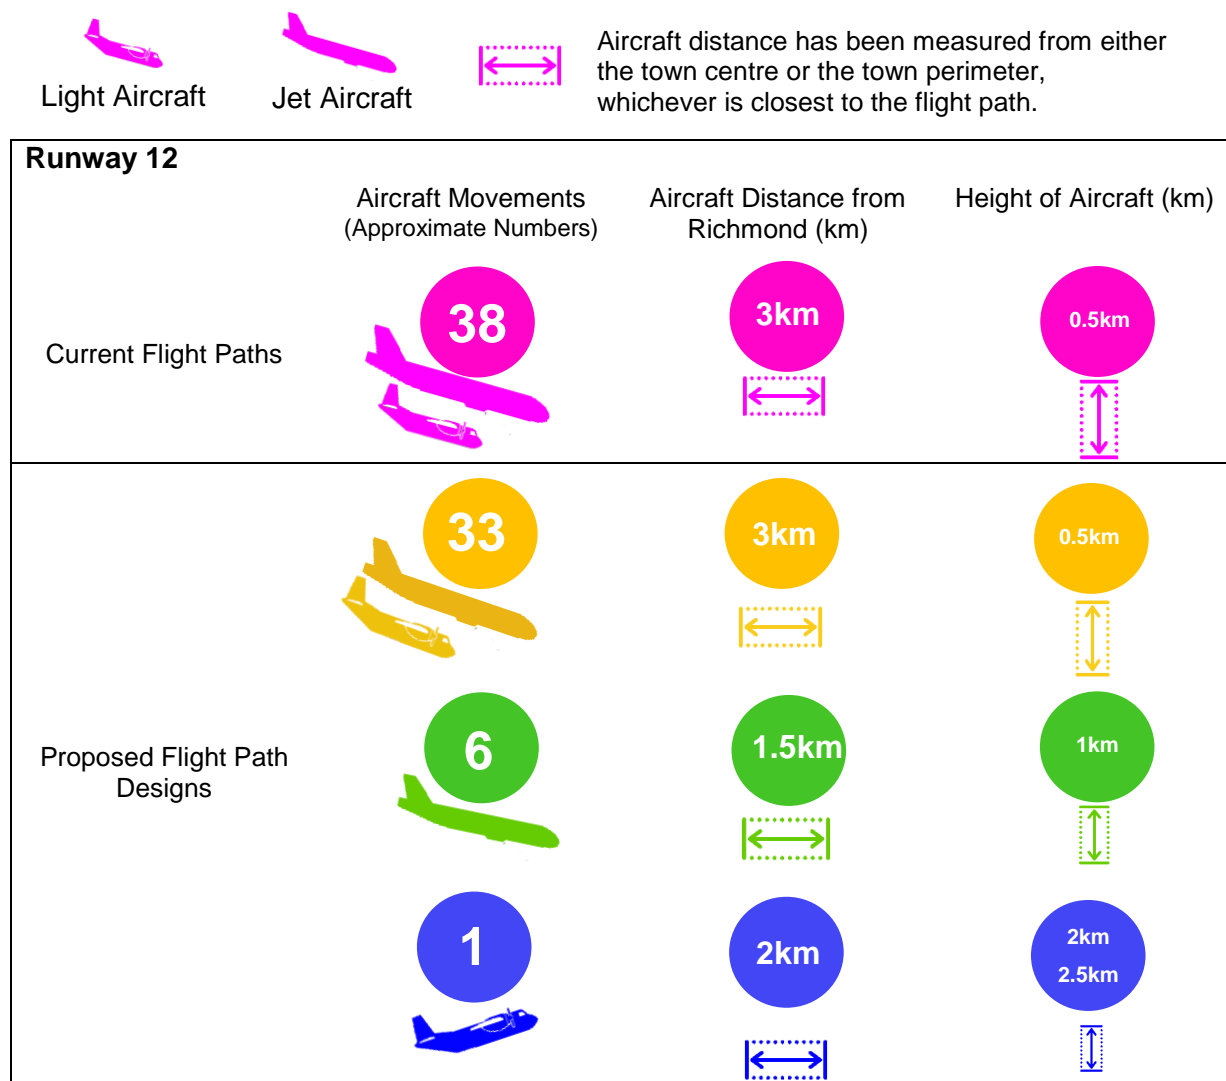 Light Aircraft
Jet Aircraft
Aircraft distance has been measured from either
the town centre or the town perimeter,
whichever is closest to the flight path.
Runway 12
Aircraft Movements
(Approximate Numbers)
Aircraft Distance from
Richmond (km)
Height of Aircraft (km)
Current Flight Paths
38
3km
0.5km
Proposed Flight Path
Designs
33
3km
0.5km
6
1.5km
1km
1
2km
2km
2.5km